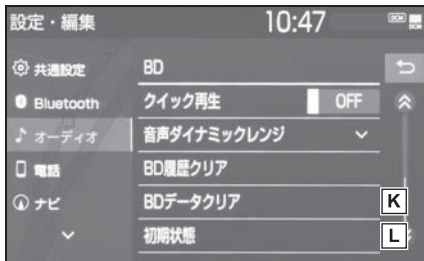 設定・編集 10:47 DCM
共通設定 BD
Bluetooth クイック再生 OFF
オーディオ 音声ダイナミックレンジ
電話 BD履歴クリア
ナビ BDデータクリア K
初期状態 L